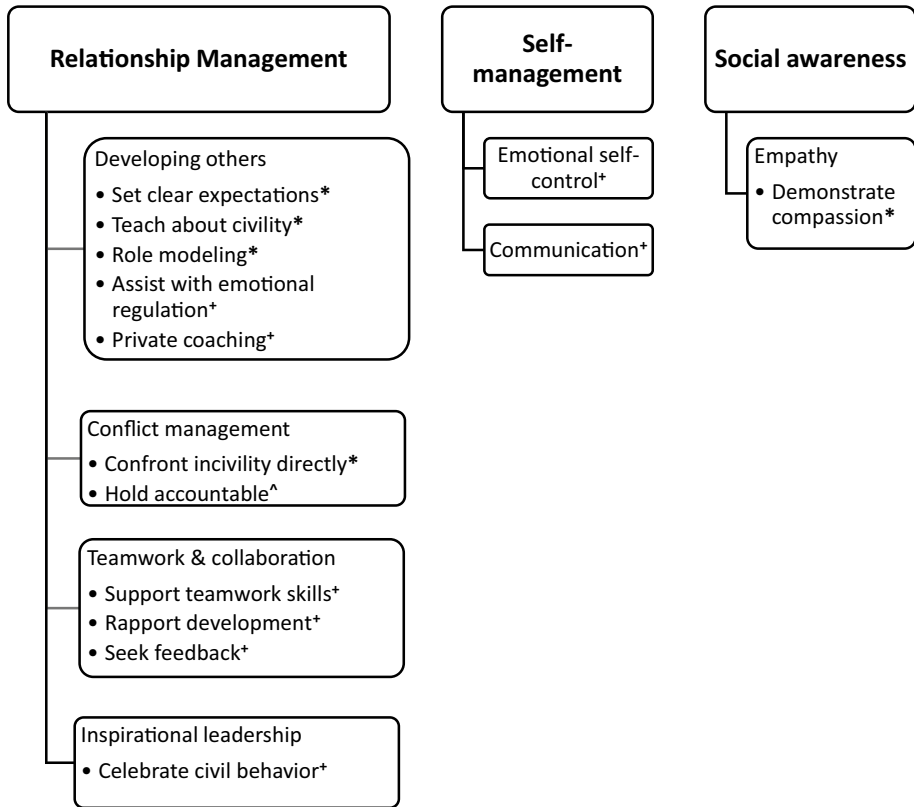 Relationship Management
Developing others
• Set clear expectations*
• Teach about civility*
• Role modeling*
• Assist with emotional
regulation⁺
• Private coaching⁺
Conflict management
• Confront incivility directly*
• Hold accountable^
Teamwork & collaboration
• Support teamwork skills⁺
• Rapport development⁺
• Seek feedback⁺
Inspirational leadership
• Celebrate civil behavior⁺
Self-
management
Emotional self-
control⁺
Communication⁺
Social awareness
Empathy
• Demonstrate
compassion*